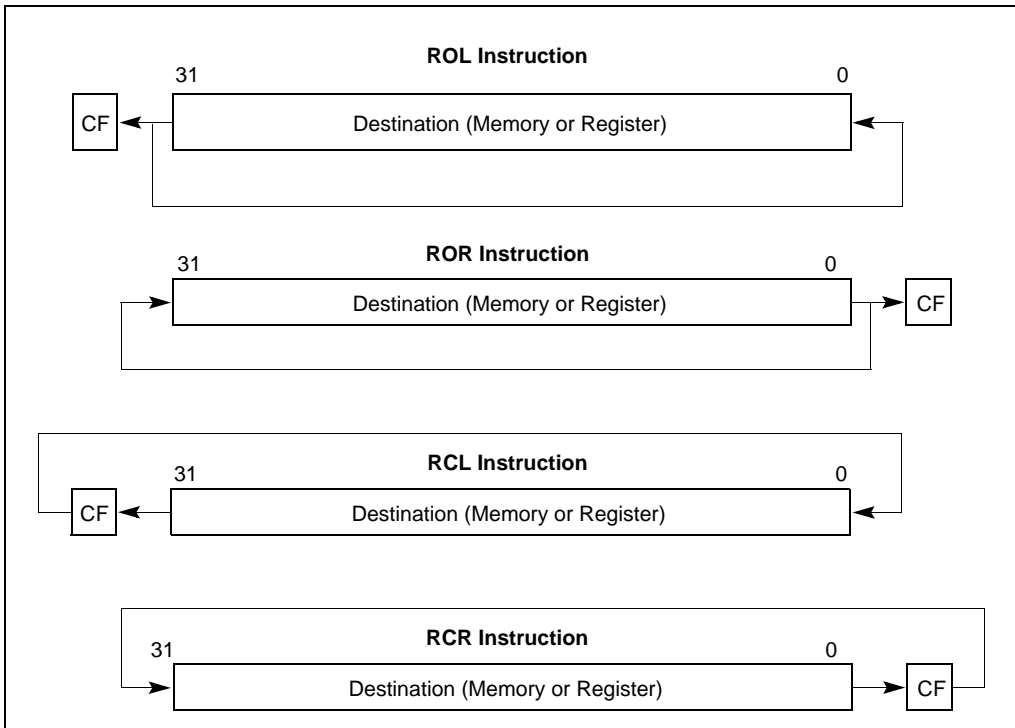 ROL Instruction
31 0
CF Destination (Memory or Register)
ROR Instruction
31 0
Destination (Memory or Register) CF
RCL Instruction
31 0
CF Destination (Memory or Register)
RCR Instruction
31 0
Destination (Memory or Register) CF